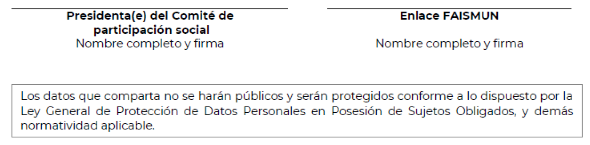 Presidenta(e) del Comité de
participación social
Nombre completo y firma
Enlace FAISMUN
Nombre completo y firma
Los datos que comparta no se harán públicos y serán protegidos conforme a lo dispuesto por la
Ley General de Protección de Datos Personales en Posesión de Sujetos Obligados, y demás
normatividad aplicable.